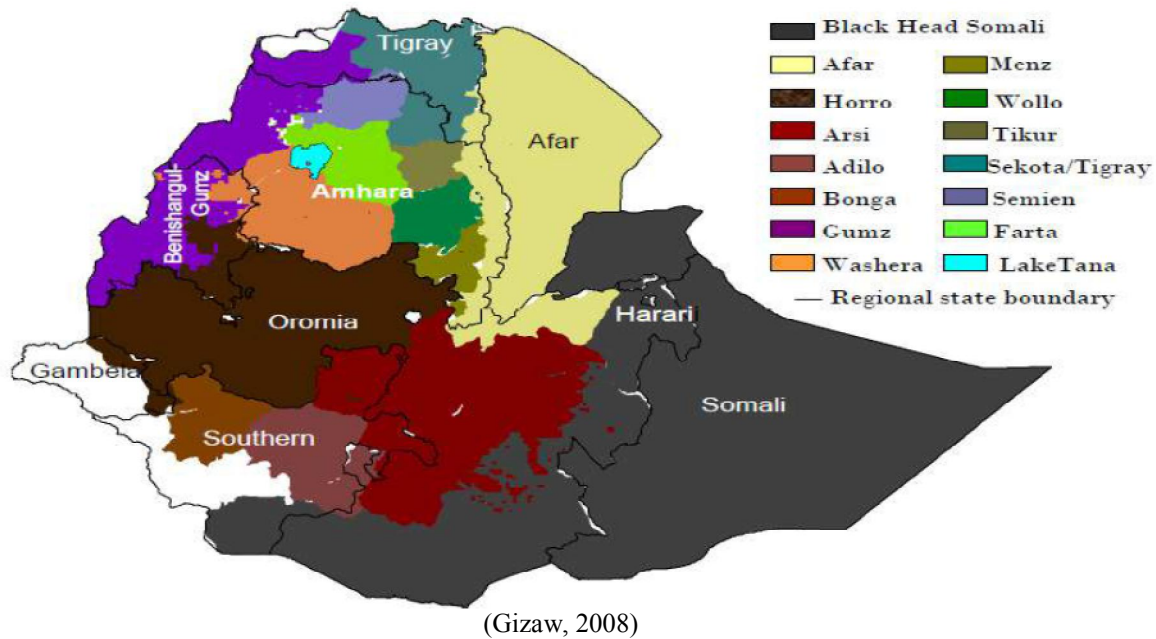 Black Head Somali
Afar
Menz
Horro
Wollo
Arsi
Tikur
Adilo
Sekota/Tigray
Bonga
Semien
Gumz
Farta
Washera
LakeTana
Regional state boundary
Tigray
Afar
Amhara
Benishangul-
Gumz
Oromia
Harari
Gambela
Somali
Southern
(Gizaw, 2008)